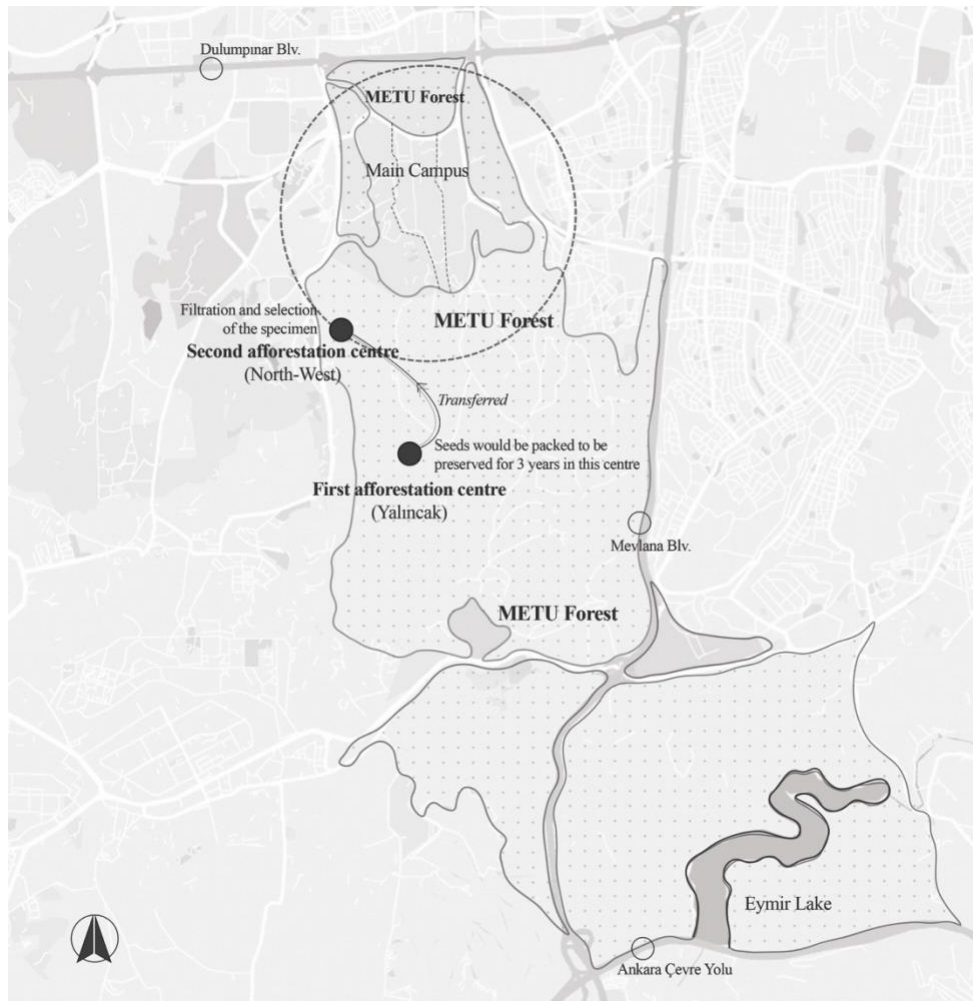 Dulumpınar Blv.
METU Forest
Main Campus
Filtration and selection
of the specimen
METU Forest
Second afforestation centre
(North-West)
Transferred
Seeds would be packed to be
preserved for 3 years in this centre
First afforestation centre
(Yalıncak)
Mevlana Blv.
METU Forest
Eymir Lake
Ankara Çevre Yolu